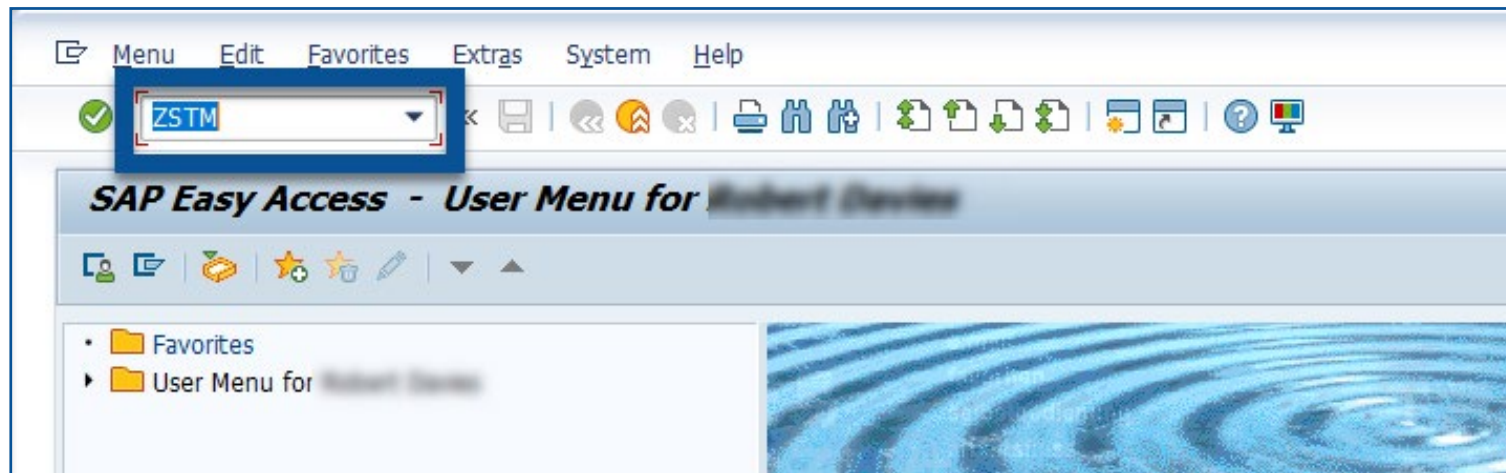 Menu Edit Favorites Extras System Help
ZSTM
SAP Easy Access - User Menu for
Favorites
User Menu for